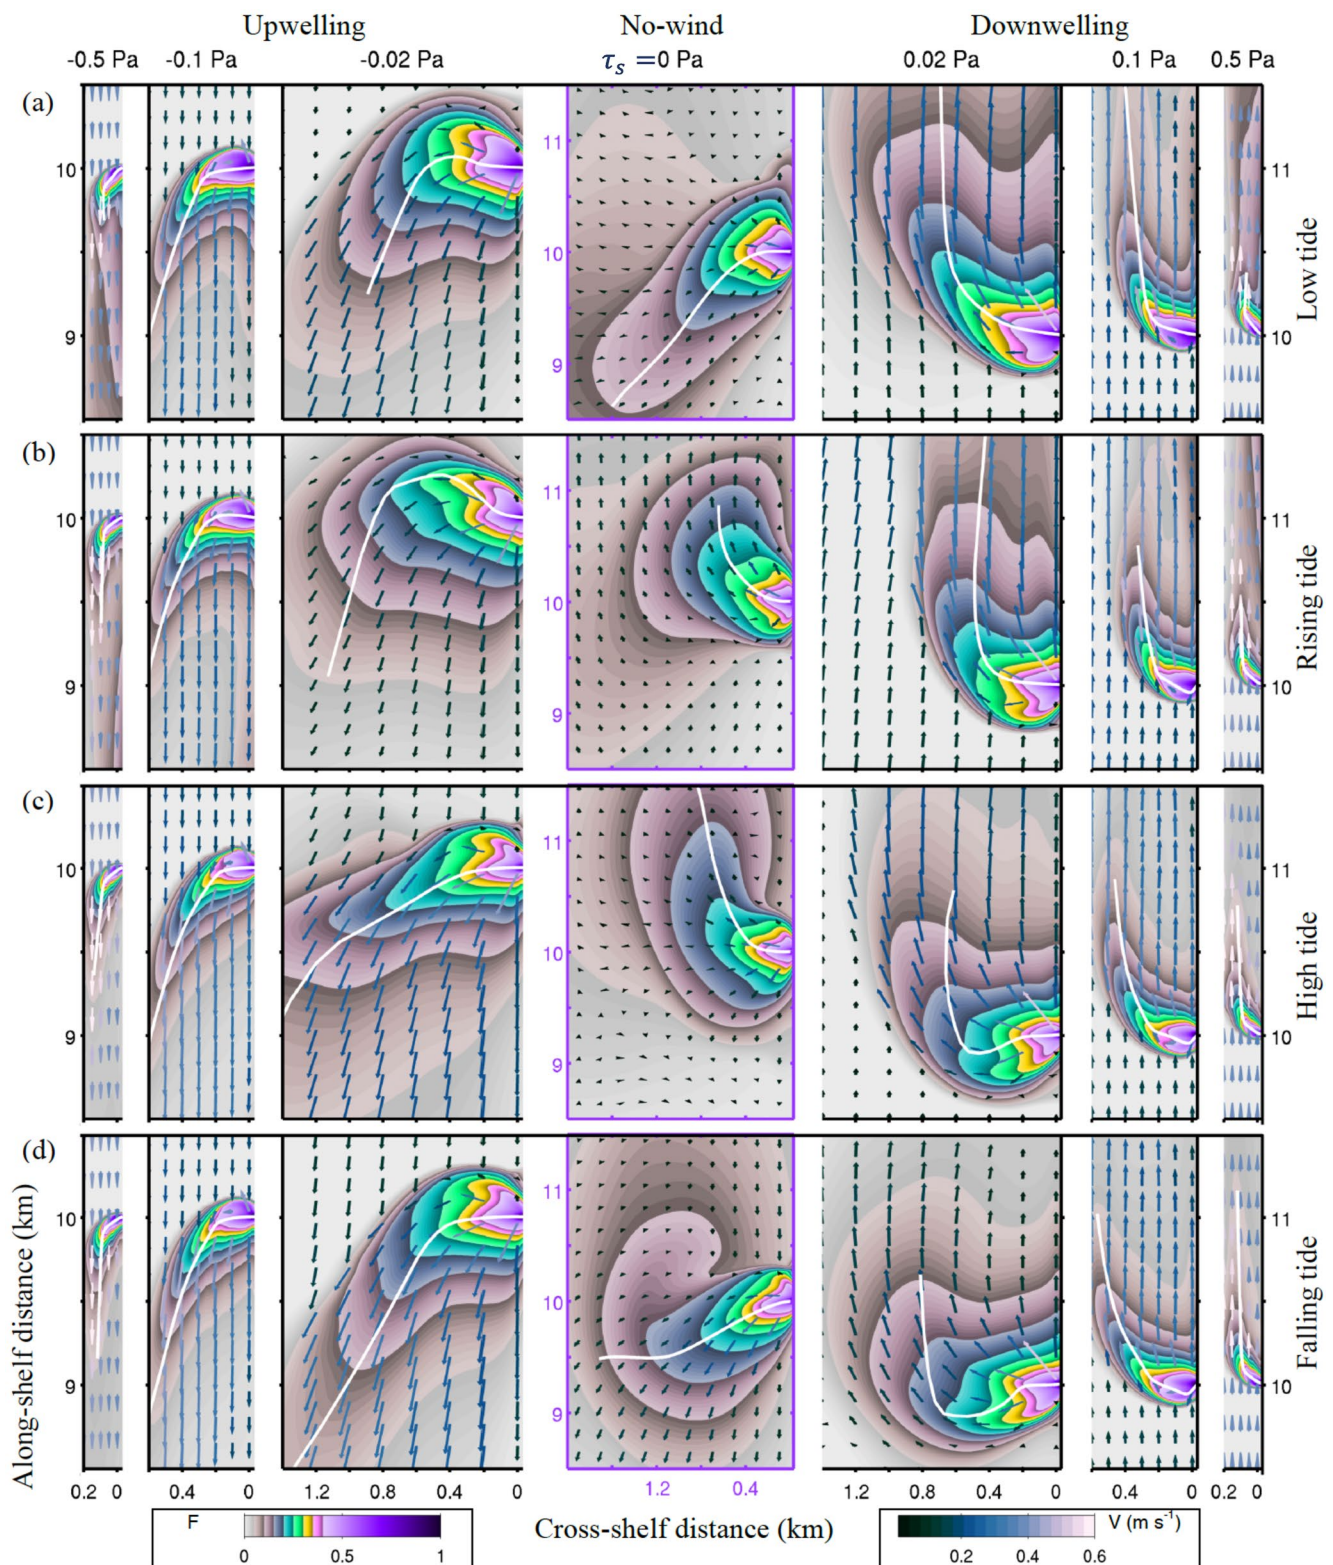 Upwelling No-wind Downwelling
-0.5 Pa -0.1 Pa -0.02 Pa τs =0 Pa 0.02 Pa 0.1 Pa 0.5 Pa
(a)
10 11 11
10
9 9 10
Low tide
(b)
10 11 11
10
9 9 10
Rising tide
(c)
10 11 11
10
9 9 10
High tide
(d)
10 11 11
10
9 9 10
Falling tide
Along-shelf distance (km)
0.2 0 0.4 0 1.2 0.8 0.4 0 1.2 0.4 1.2 0.8 0.4 0 0.4 0 0.2 0
F Cross-shelf distance (km) V (m s-1)
0 0.5 1 0.2 0.4 0.6